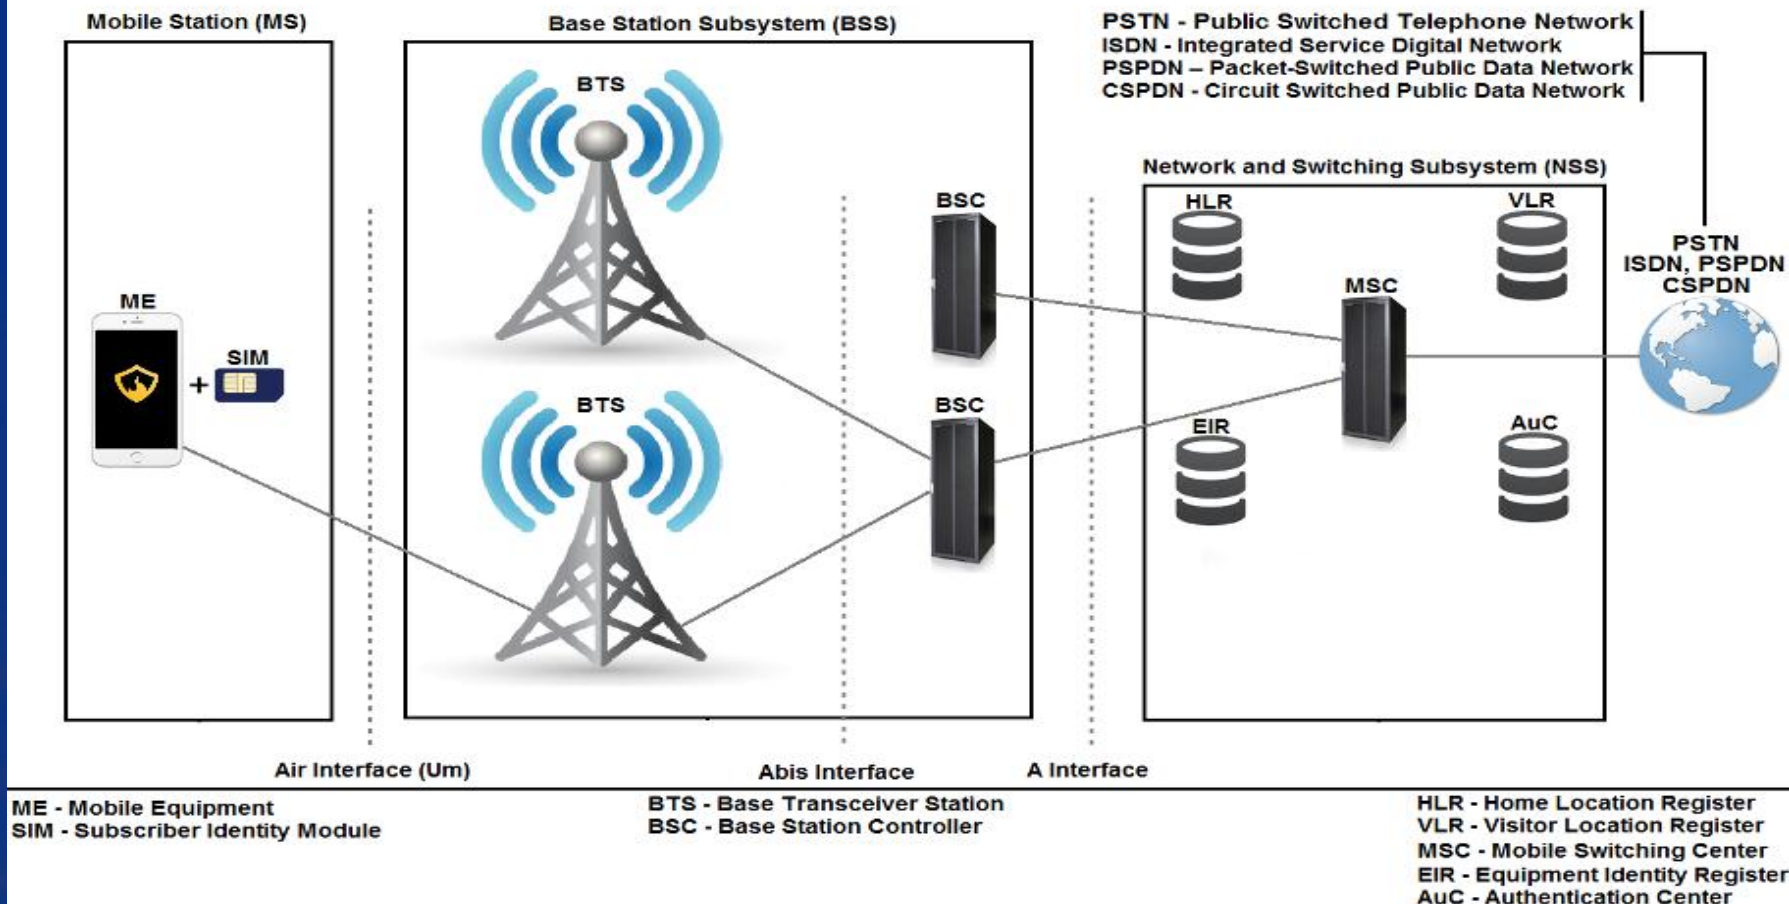 Mobile Station (MS)
Base Station Subsystem (BSS)
PSTN - Public Switched Telephone Network
ISDN - Integrated Service Digital Network
PSPDN – Packet-Switched Public Data Network
CSPDN - Circuit Switched Public Data Network
BTS
Network and Switching Subsystem (NSS)
BSC
HLR
VLR
PSTN
ISDN, PSPDN
CSPDN
MSC
ME
+
SIM
BTS
BSC
EIR
AuC
Air Interface (Um)
Abis Interface
A Interface
ME - Mobile Equipment
SIM - Subscriber Identity Module
BTS - Base Transceiver Station
BSC - Base Station Controller
HLR - Home Location Register
VLR - Visitor Location Register
MSC - Mobile Switching Center
EIR - Equipment Identity Register
AuC - Authentication Center